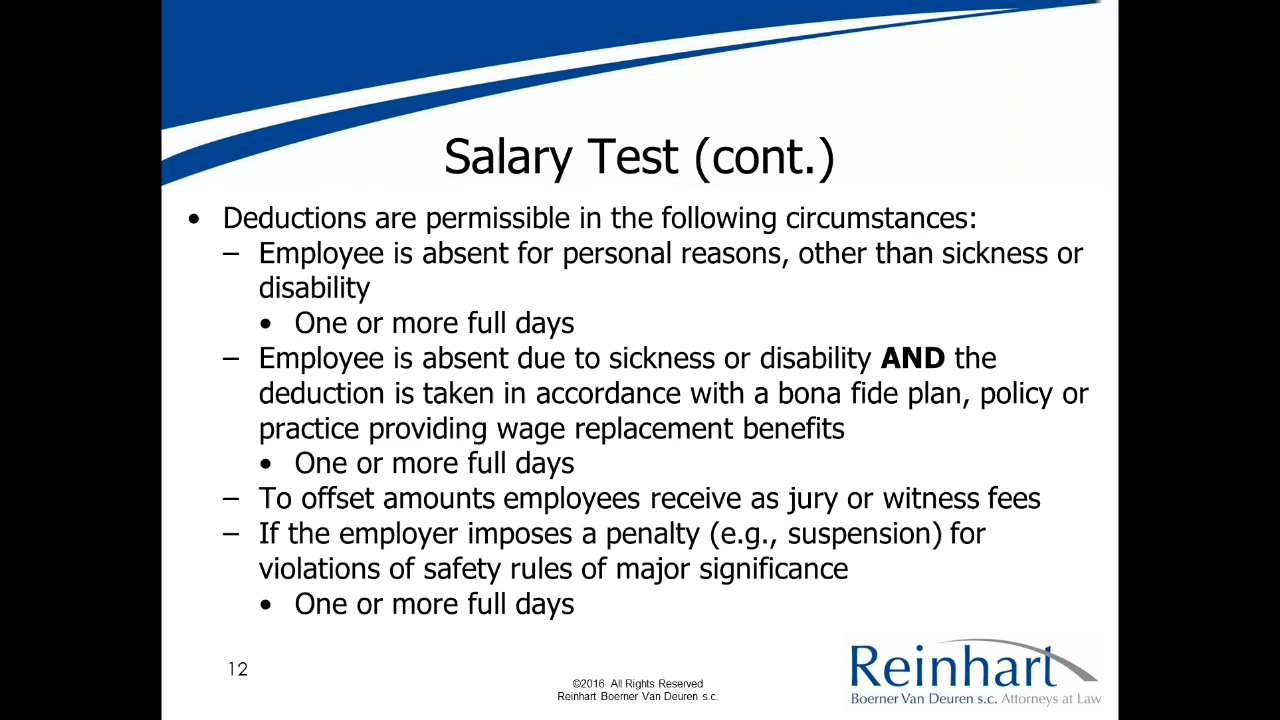 Salary Test (cont.)
• Deductions are permissible in the following circumstances:
– Employee is absent for personal reasons, other than sickness or
disability
• One or more full days
– Employee is absent due to sickness or disability AND the
deduction is taken in accordance with a bona fide plan, policy or
practice providing wage replacement benefits
• One or more full days
– To offset amounts employees receive as jury or witness fees
– If the employer imposes a penalty (e.g., suspension) for
violations of safety rules of major significance
• One or more full days
12
©2016 All Rights Reserved
Reinhart Boerner Van Deuren s.c.
Reinhart
Boerner Van Deuren s.c. Attorneys at Law